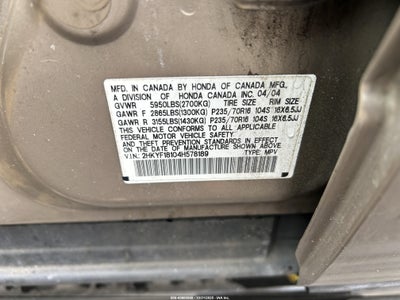 MFD. IN CANADA BY HONDA OF CANADA MFG.,
A DIVISION OF HONDA CANADA INC. 04/04
GVWR 5950LBS(2700KG) TIRE SIZE RIM SIZE
GAWR F 2865LBS(1300KG) P235/70R16 104S 16X6.5JJ
GAWR R 3155LBS(1430KG) P235/70R16 104S 16X6.5JJ
THIS VEHICLE CONFORMS TO ALL APPLICABLE
FEDERAL MOTOR VEHICLE SAFETY STANDARDS IN
EFFECT ON THE DATE OF MANUFACTURE SHOWN ABOVE.
V.I.N.: 2HKYF18104H578189 TYPE: MPV